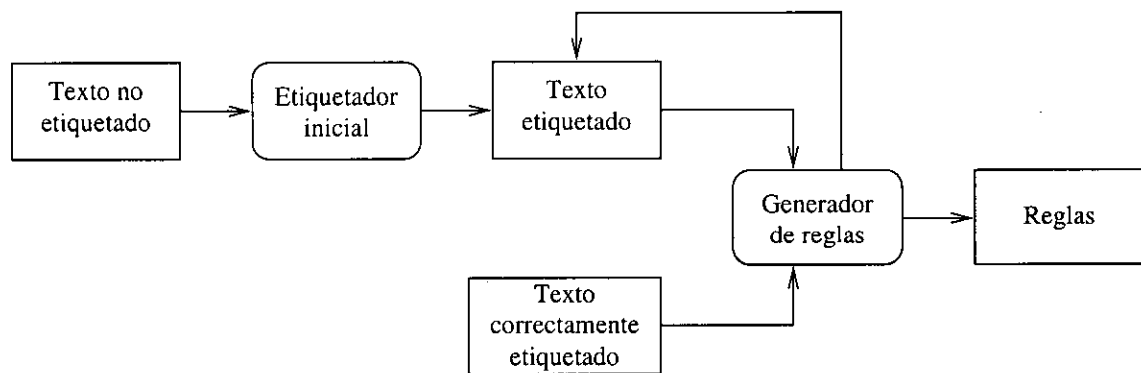 Texto no
etiquetado
Etiquetador
inicial
Texto
etiquetado
Generador
de reglas
Reglas
Texto
correctamente
etiquetado